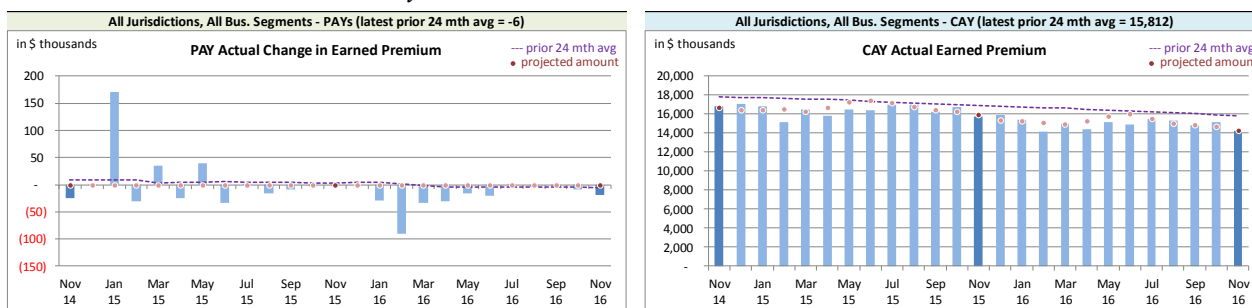 All Jurisdictions, All Bus. Segments - PAYs (latest prior 24 mth avg = -6)
in $ thousands
PAY Actual Change in Earned Premium
--- prior 24 mth avg
projected amount
200
150
100
50
-
(50)
(100)
(150)
Nov Jan Mar May Jul Sep Nov Jan Mar May Jul Sep Nov
14 15 15 15 15 15 15 16 16 16 16 16 16
All Jurisdictions, All Bus. Segments - CAY (latest prior 24 mth avg = 15,812)
in $ thousands
CAY Actual Earned Premium
--- prior 24 mth avg
projected amount
20,000
18,000
16,000
14,000
12,000
10,000
8,000
6,000
4,000
2,000
-
Nov Jan Mar May Jul Sep Nov Jan Mar May Jul Sep Nov
14 15 15 15 15 15 15 16 16 16 16 16 16